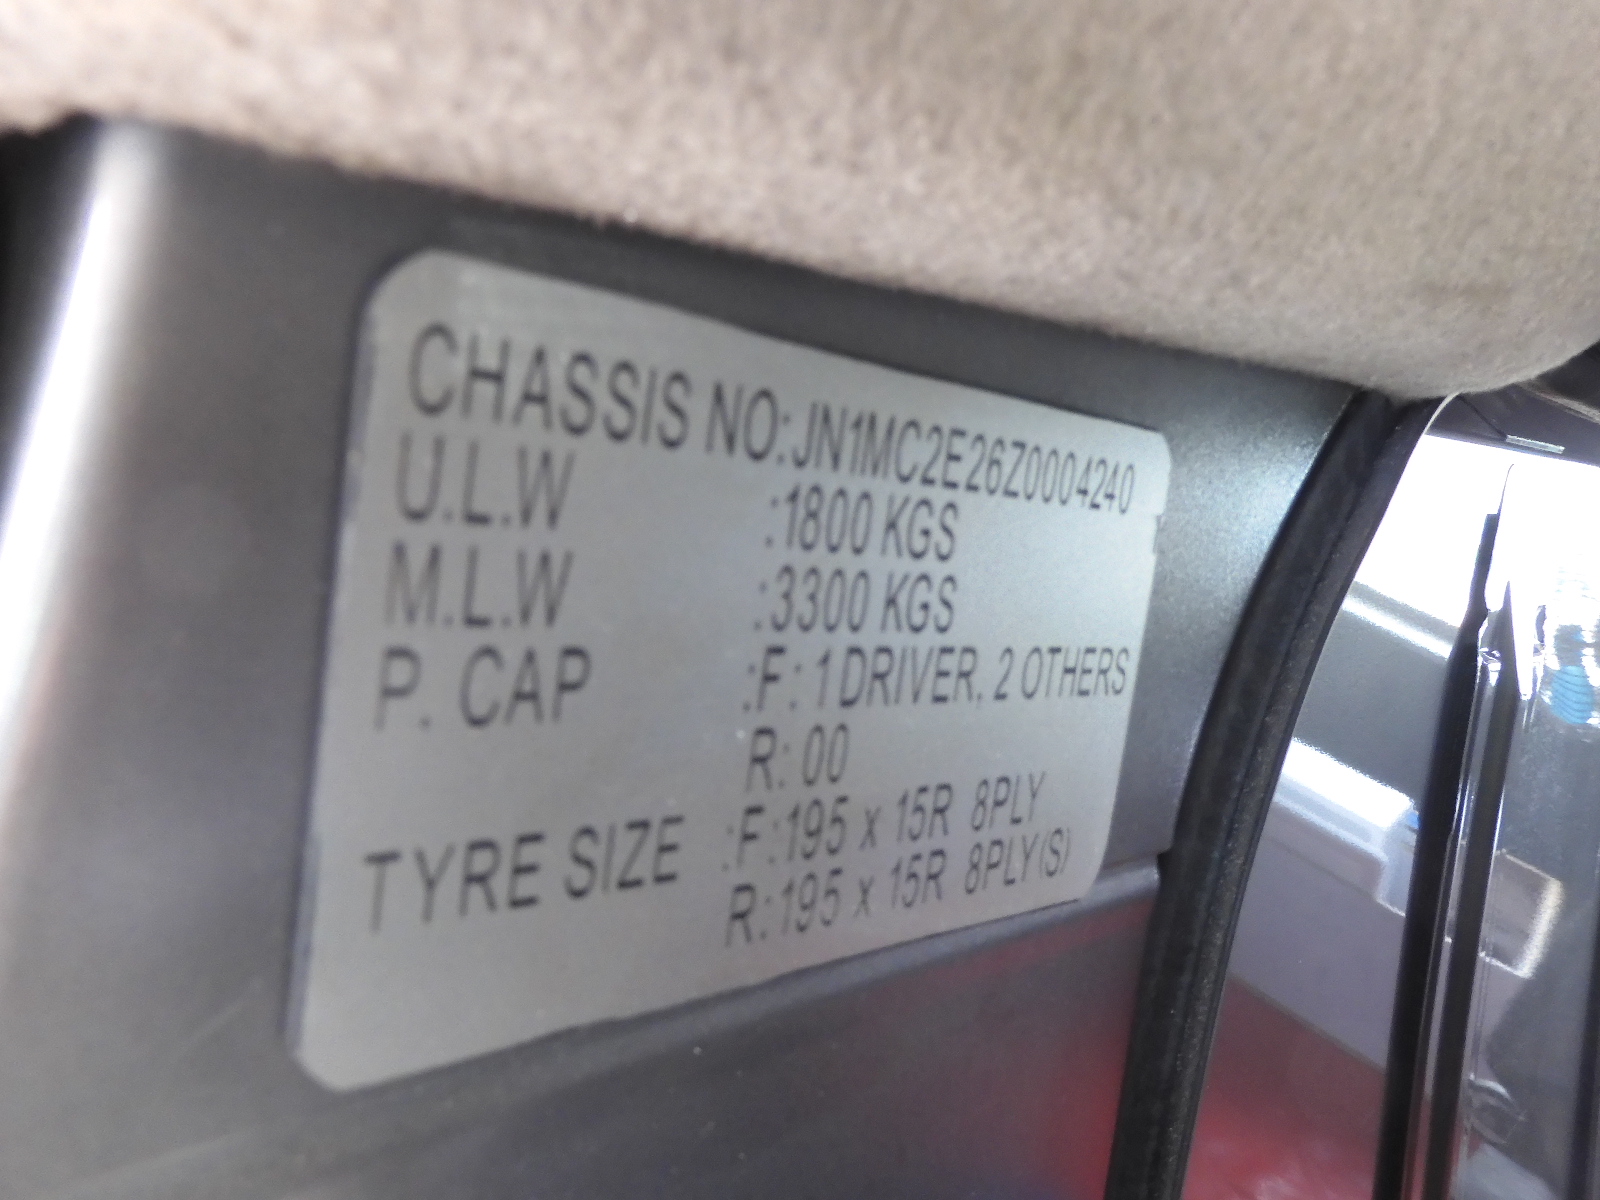 CHASSIS NO:JN1MC2E26Z0004240
U.L.W :1800 KGS
M.L.W :3300 KGS
P. CAP :F: 1 DRIVER, 2 OTHERS
R: 00
TYRE SIZE :F:195 x 15R 8PLY
R:195 x 15R 8PLY(S)